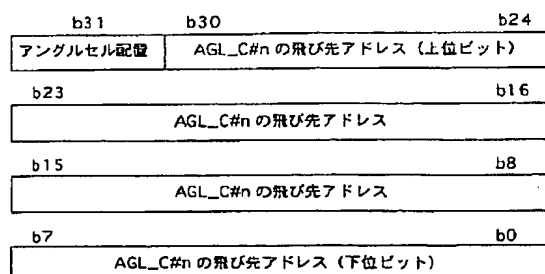 b31 b30 b24
アングルセル配置 AGL_C#n の飛び先アドレス（上位ビット）
b23 b16
AGL_C#n の飛び先アドレス
b15 b8
AGL_C#n の飛び先アドレス
b7 b0
AGL_C#n の飛び先アドレス（下位ビット）